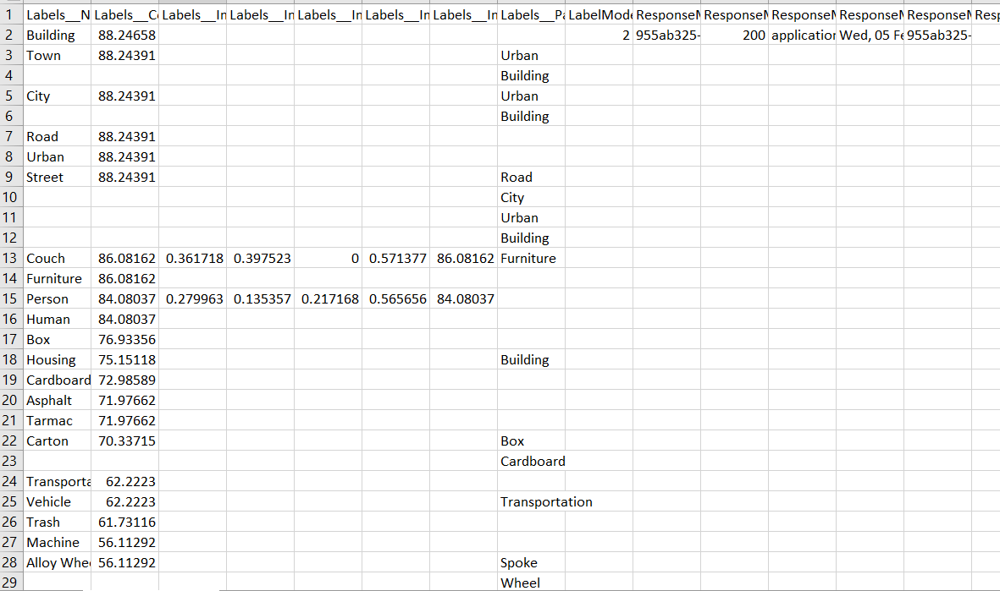 1 Labels__N Labels__C Labels__In Labels__In Labels__In Labels__In Labels__In Labels__Pa LabelMode ResponseM ResponseM ResponseM ResponseM ResponseM Resp
2 Building 88.24658 2 955ab325- 200 application Wed, 05 Fe 955ab325-
3 Town 88.24391 Urban
4 Building
5 City 88.24391 Urban
6 Building
7 Road 88.24391
8 Urban 88.24391
9 Street 88.24391 Road
10 City
11 Urban
12 Building
13 Couch 86.08162 0.361718 0.397523 0 0.571377 86.08162 Furniture
14 Furniture 86.08162
15 Person 84.08037 0.279963 0.135357 0.217168 0.565656 84.08037
16 Human 84.08037
17 Box 76.93356
18 Housing 75.15118 Building
19 Cardboard 72.98589
20 Asphalt 71.97662
21 Tarmac 71.97662
22 Carton 70.33715 Box
23 Cardboard
24 Transporta 62.2223
25 Vehicle 62.2223 Transportation
26 Trash 61.73116
27 Machine 56.11292
28 Alloy Whe 56.11292 Spoke
29 Wheel